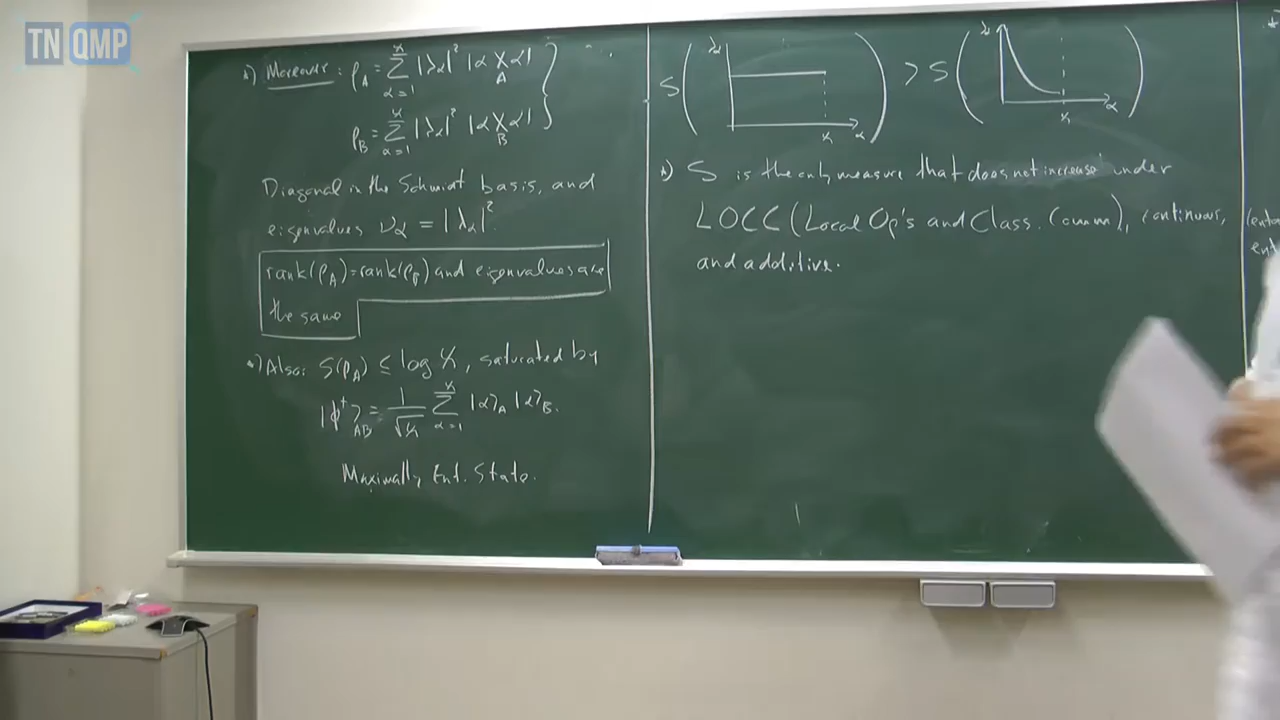 TN QMP
•) Moreover: ρ_A = Σ_{α=1}^χ |λ_α|² |α⟩⟨α|_A
ρ_B = Σ_{α=1}^χ |λ_α|² |α⟩⟨α|_B
Diagonal in the Schmidt basis, and
eigenvalues ν_α = |λ_α|².
rank(ρ_A)=rank(ρ_B) and eigenvalues are
the same
•) Also: S(ρ_A) ≤ log χ, saturated by
|ϕ⁺⟩_AB = 1/√χ Σ_{α=1}^χ |α⟩_A |α⟩_B.
Maximally Ent. State.
S( λ_α χ α ) > S( λ_α χ α )
•) S is the only measure that does not increase under
LOCC (Local Op's and Class. Comm), continuous,
and additive.